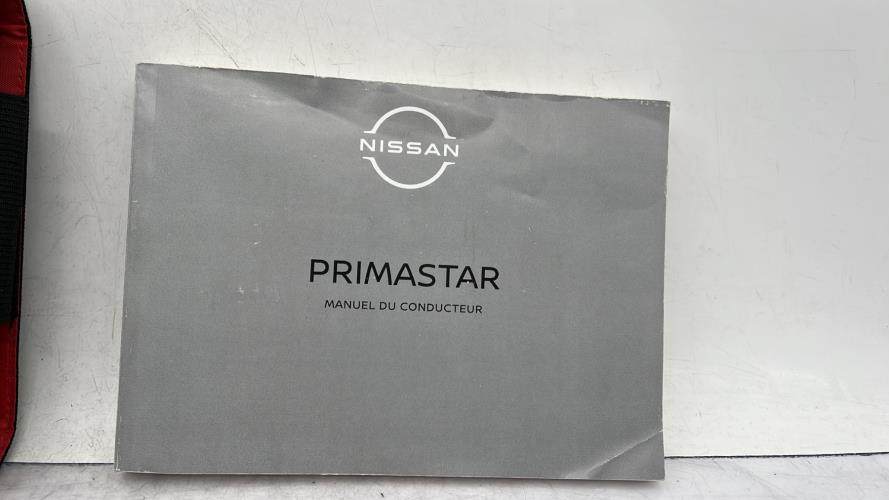 NISSAN
PRIMASTAR
MANUEL DU CONDUCTEUR